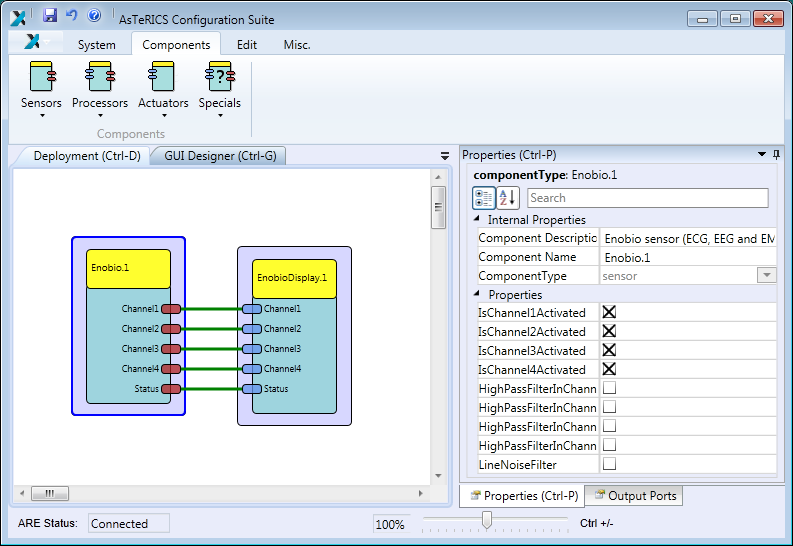 AsTeRICS Configuration Suite
System Components Edit Misc.
Sensors Processors Actuators Specials
?
Components
Deployment (Ctrl-D) GUI Designer (Ctrl-G)
Enobio.1
Channel1
Channel2
Channel3
Channel4
Status
EnobioDisplay.1
Channel1
Channel2
Channel3
Channel4
Status
Properties (Ctrl-P)
componentType: Enobio.1
A Z
Search
Internal Properties
Component Descriptio Enobio sensor (ECG, EEG and EM
Component Name Enobio.1
ComponentType sensor
Properties
IsChannel1Activated
IsChannel2Activated
IsChannel3Activated
IsChannel4Activated
HighPassFilterInChann
HighPassFilterInChann
HighPassFilterInChann
HighPassFilterInChann
LineNoiseFilter
Properties (Ctrl-P) Output Ports
ARE Status: Connected 100% Ctrl +/-